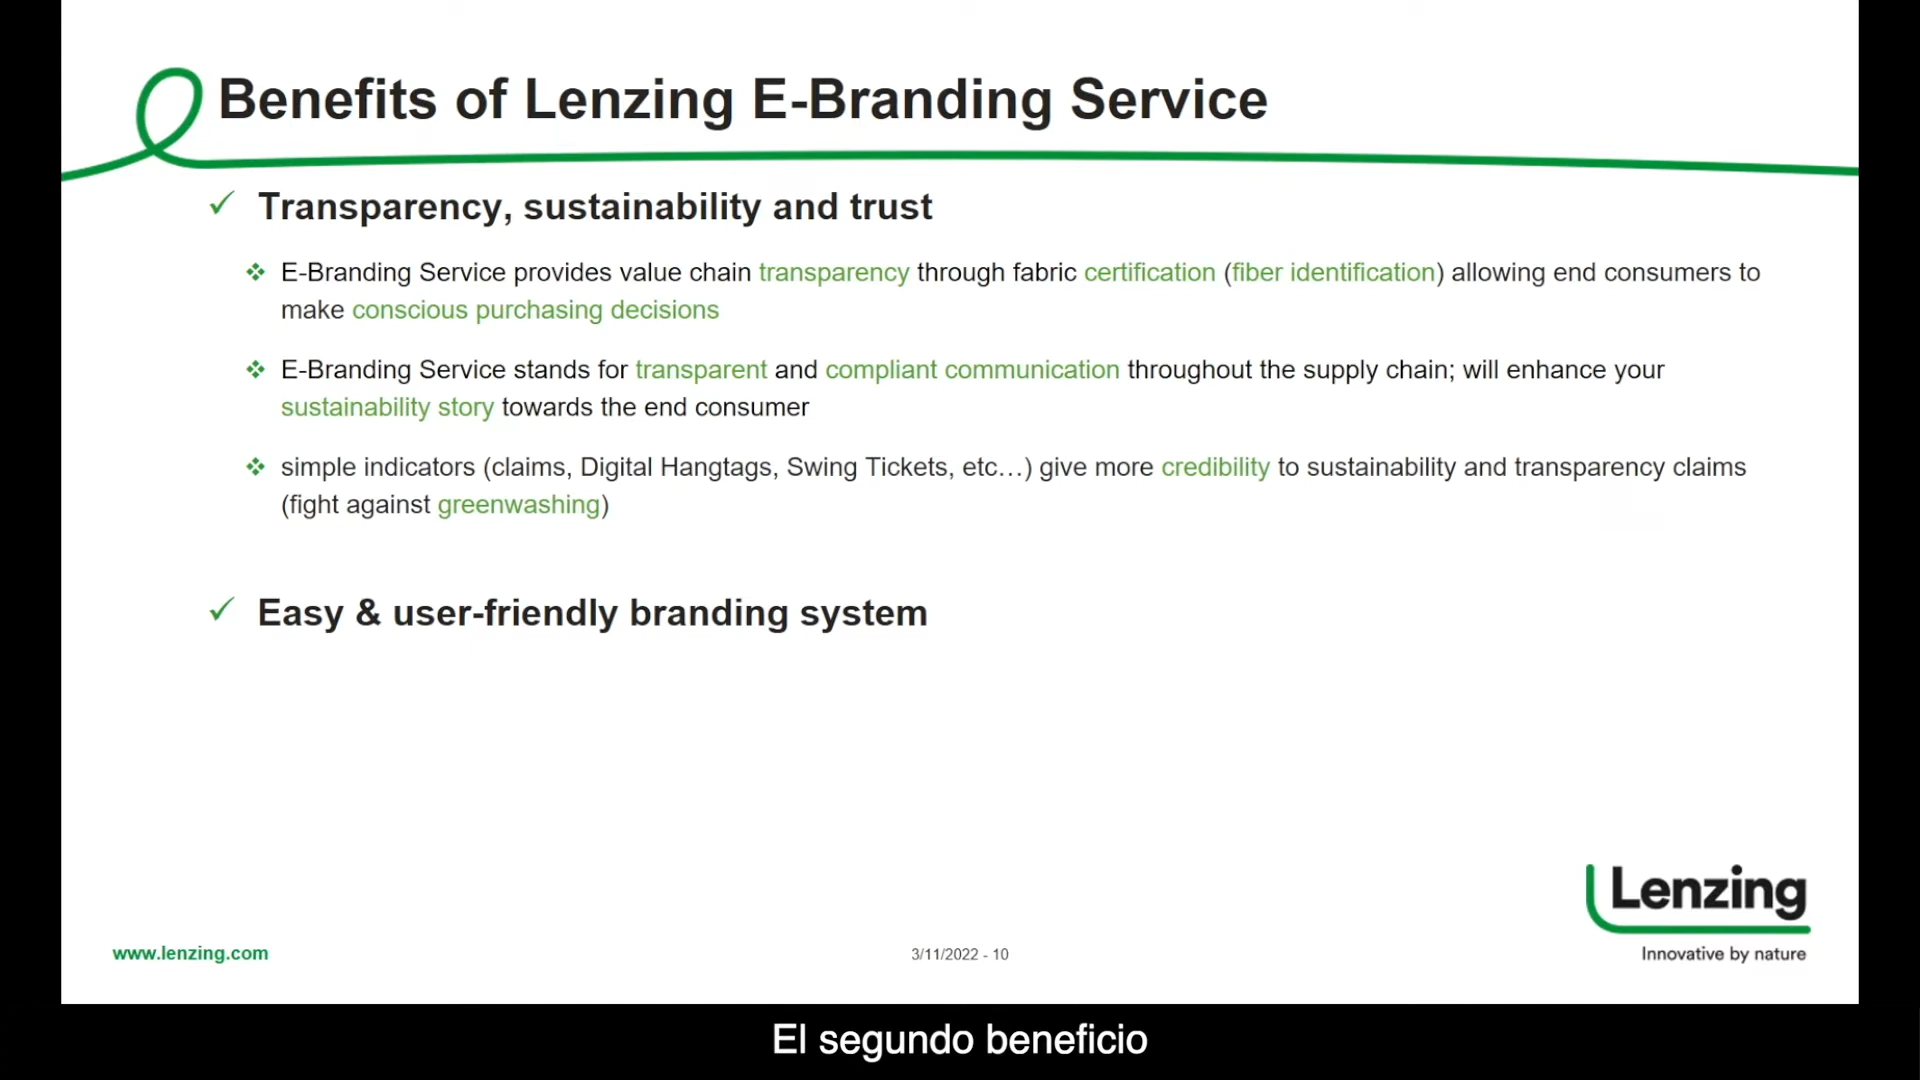 Benefits of Lenzing E-Branding Service
✓ Transparency, sustainability and trust
❖ E-Branding Service provides value chain transparency through fabric certification (fiber identification) allowing end consumers to
make conscious purchasing decisions
❖ E-Branding Service stands for transparent and compliant communication throughout the supply chain; will enhance your
sustainability story towards the end consumer
❖ simple indicators (claims, Digital Hangtags, Swing Tickets, etc…) give more credibility to sustainability and transparency claims
(fight against greenwashing)
✓ Easy & user-friendly branding system
Lenzing
Innovative by nature
www.lenzing.com
3/11/2022 - 10
El segundo beneficio